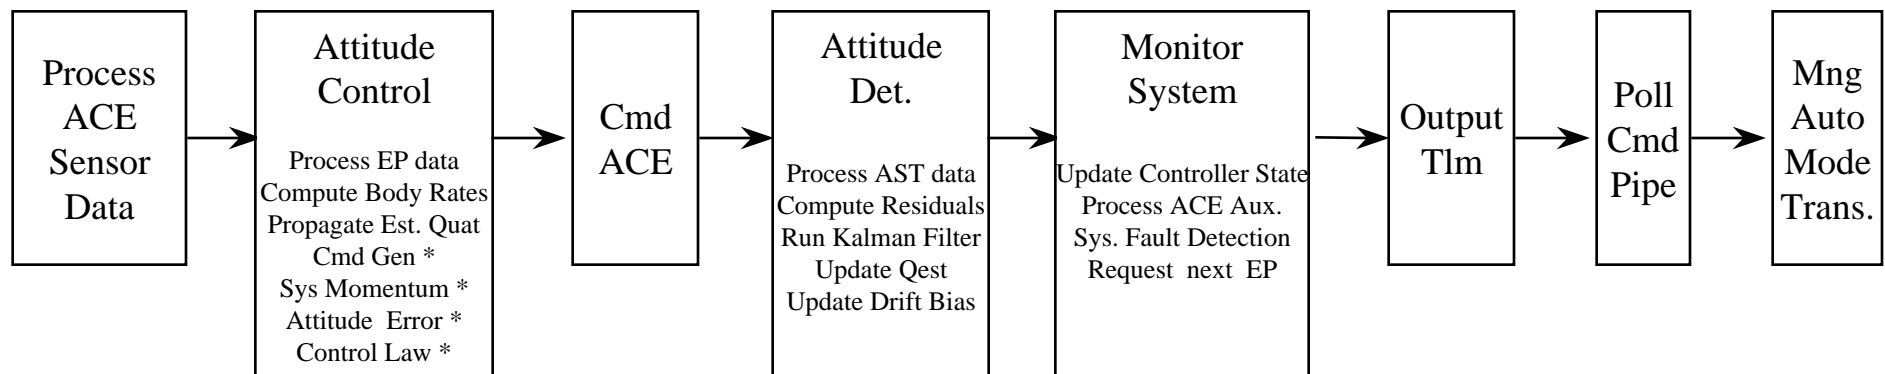 Process
ACE
Sensor
Data
Attitude
Control
Process EP data
Compute Body Rates
Propagate Est. Quat
Cmd Gen *
Sys Momentum *
Attitude Error *
Control Law *
Cmd
ACE
Attitude
Det.
Process AST data
Compute Residuals
Run Kalman Filter
Update Qest
Update Drift Bias
Monitor
System
Update Controller State
Process ACE Aux.
Sys. Fault Detection
Request next EP
Output
Tlm
Poll
Cmd
Pipe
Mng
Auto
Mode
Trans.